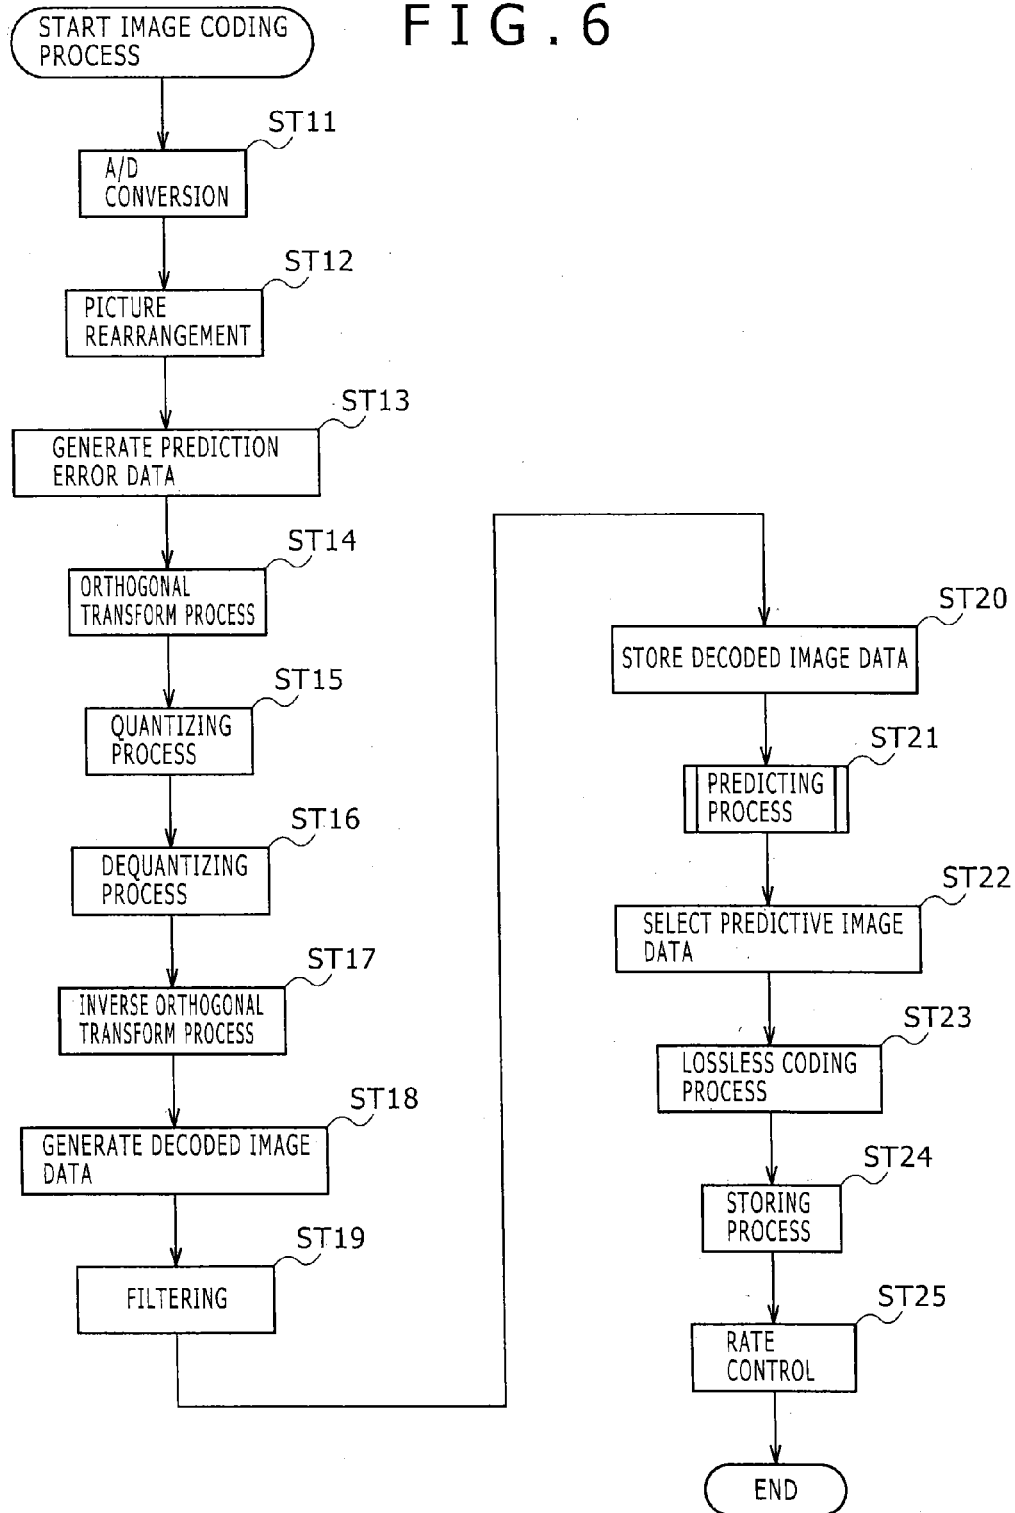 FIG.6
START IMAGE CODING
PROCESS
ST11
A/D
CONVERSION
ST12
PICTURE
REARRANGEMENT
ST13
GENERATE PREDICTION
ERROR DATA
ST14
ORTHOGONAL
TRANSFORM PROCESS
ST15
QUANTIZING
PROCESS
ST16
DEQUANTIZING
PROCESS
ST17
INVERSE ORTHOGONAL
TRANSFORM PROCESS
ST18
GENERATE DECODED IMAGE
DATA
ST19
FILTERING
ST20
STORE DECODED IMAGE DATA
ST21
PREDICTING
PROCESS
ST22
SELECT PREDICTIVE IMAGE
DATA
ST23
LOSSLESS CODING
PROCESS
ST24
STORING
PROCESS
ST25
RATE
CONTROL
END